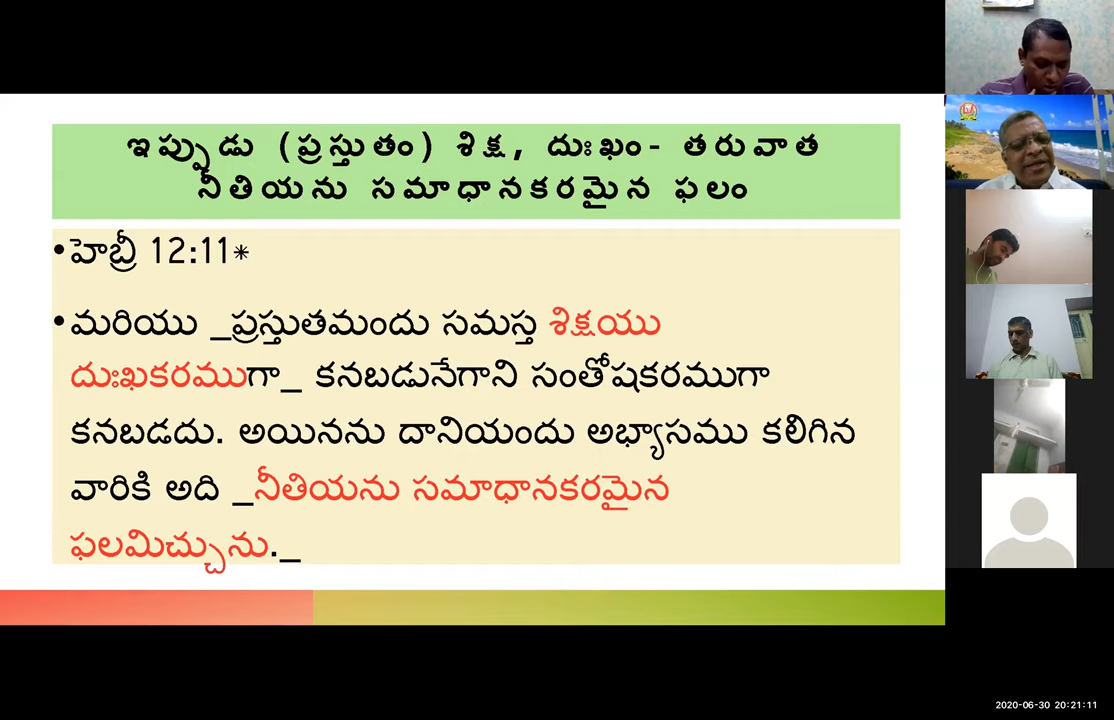 ఇప్పుడు (ప్రస్తుతం) శిక్ష, దుఃఖం- తరువాత
నీతియను సమాధానకరమైన ఫలం
•హెబ్రీ 12:11*
•మరియు _ప్రస్తుతమందు సమస్త శిక్షయు
దుఃఖకరముగా_ కనబడునేగాని సంతోషకరముగా
కనబడదు. అయినను దానియందు అభ్యాసము కలిగిన
వారికి అది _నీతియను సమాధానకరమైన
ఫలమిచ్చును._
2020-06-30 20:21:11